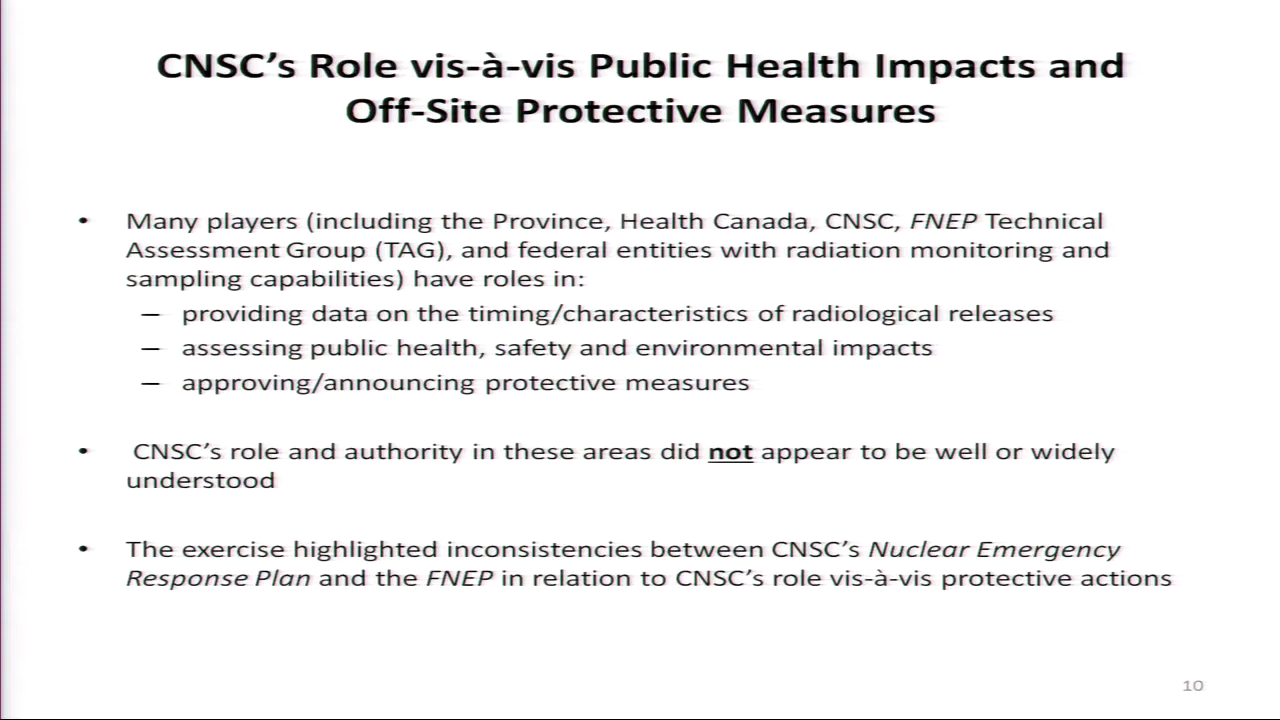 CNSC’s Role vis-à-vis Public Health Impacts and
Off-Site Protective Measures
• Many players (including the Province, Health Canada, CNSC, FNEP Technical
Assessment Group (TAG), and federal entities with radiation monitoring and
sampling capabilities) have roles in:
– providing data on the timing/characteristics of radiological releases
– assessing public health, safety and environmental impacts
– approving/announcing protective measures
• CNSC’s role and authority in these areas did not appear to be well or widely
understood
• The exercise highlighted inconsistencies between CNSC’s Nuclear Emergency
Response Plan and the FNEP in relation to CNSC’s role vis-à-vis protective actions
10